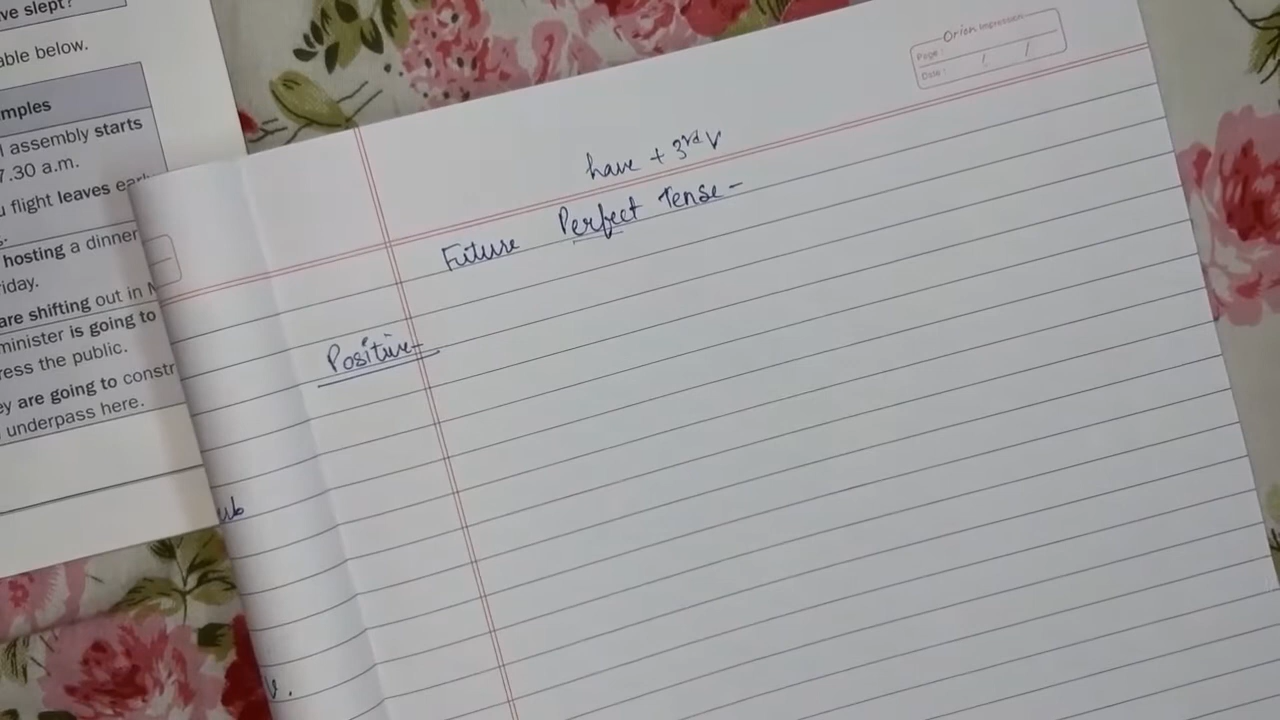 ve slept?
able below.
mples
l assembly starts
7.30 a.m.
flight leaves
hosting a dinner
riday.
are shifting out in
minister is going to
ress the public.
ey are going to constr
underpass here.
Orion Impression
Page :
Date : / /
have + 3rd V
Future Perfect Tense -
Positive -
ub